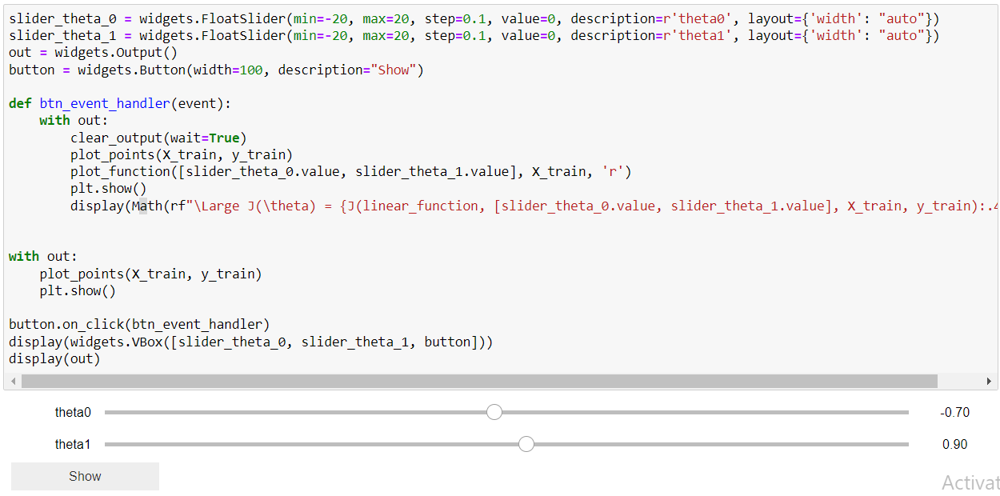 slider_theta_0 = widgets.FloatSlider(min=-20, max=20, step=0.1, value=0, description=r'theta0', layout={'width': "auto"})
slider_theta_1 = widgets.FloatSlider(min=-20, max=20, step=0.1, value=0, description=r'theta1', layout={'width': "auto"})
out = widgets.Output()
button = widgets.Button(width=100, description="Show")
def btn_event_handler(event):
    with out:
        clear_output(wait=True)
        plot_points(X_train, y_train)
        plot_function([slider_theta_0.value, slider_theta_1.value], X_train, 'r')
        plt.show()
        display(Math(rf"\Large J(\theta) = {J(linear_function, [slider_theta_0.value, slider_theta_1.value], X_train, y_train):.4
with out:
    plot_points(X_train, y_train)
    plt.show()
button.on_click(btn_event_handler)
display(widgets.VBox([slider_theta_0, slider_theta_1, button]))
display(out)
theta0 -0.70
theta1 0.90
Show
Activat